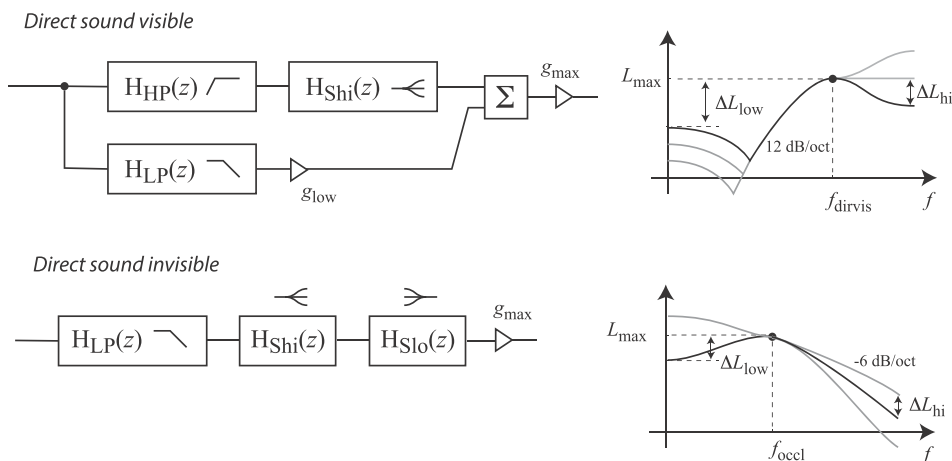 Direct sound visible
H_HP(z)
H_Shi(z)
Σ
g_max
H_LP(z)
g_low
L_max
ΔL_low
ΔL_hi
12 dB/oct
f_dirvis
f
Direct sound invisible
H_LP(z)
H_Shi(z)
H_Slo(z)
g_max
L_max
ΔL_low
-6 dB/oct
ΔL_hi
f_occl
f